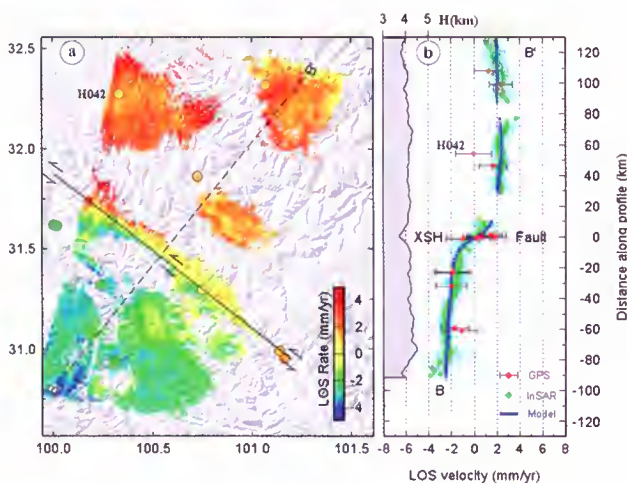 3 4 5 H(km)
32.5
a
B'
b
B'
120
100
H042
80
32.0
60
H042
40
20
31.5
XSH
Fault
0
-20
4
-40
2
31.0
0
-60
-2
GPS
-80
-4
InSAR
LOS Rate (mm/yr)
B
-100
Model
-120
100.0 100.5 101.0 101.5
-8 -6 -4 -2 0 2 4 6 8
LOS velocity (mm/yr)
Distance along profile (km)